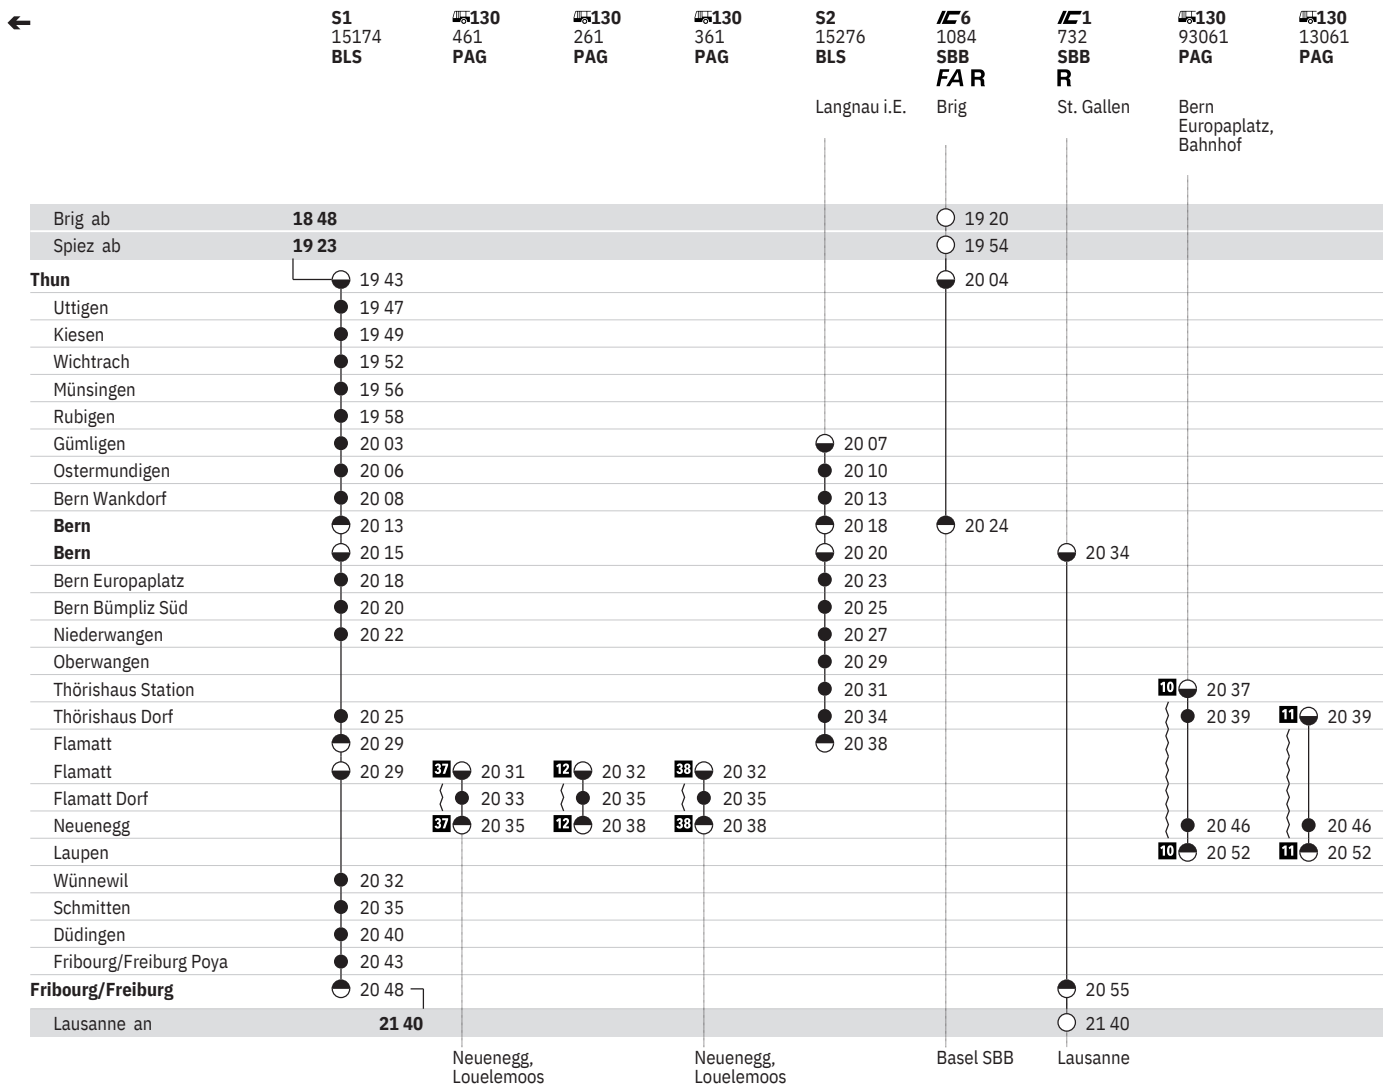 S1 130 130 130 S2 IC6 IC1 130 130
15174 461 261 361 15276 1084 732 93061 13061
BLS PAG PAG PAG BLS SBB SBB PAG PAG
FA R R
Langnau i.E. Brig St. Gallen Bern
Europaplatz,
Bahnhof
Brig ab 18 48 19 20
Spiez ab 19 23 19 54
Thun 19 43 20 04
Uttigen 19 47
Kiesen 19 49
Wichtrach 19 52
Münsingen 19 56
Rubigen 19 58
Gümligen 20 03 20 07
Ostermundigen 20 06 20 10
Bern Wankdorf 20 08 20 13
Bern 20 13 20 18 20 24
Bern 20 15 20 20 20 34
Bern Europaplatz 20 18 20 23
Bern Bümpliz Süd 20 20 20 25
Niederwangen 20 22 20 27
Oberwangen 20 29
Thörishaus Station 20 31 10 20 37
Thörishaus Dorf 20 25 20 34 20 39 11 20 39
Flamatt 20 29 20 38
Flamatt 20 29 37 20 31 12 20 32 38 20 32
Flamatt Dorf 20 33 20 35 20 35
Neuenegg 37 20 35 12 20 38 38 20 38 20 46 20 46
Laupen 10 20 52 11 20 52
Wünnewil 20 32
Schmitten 20 35
Düdingen 20 40
Fribourg/Freiburg Poya 20 43
Fribourg/Freiburg 20 48 20 55
Lausanne an 21 40 21 40
Neuenegg, Neuenegg, Basel SBB Lausanne
Louelemoos Louelemoos